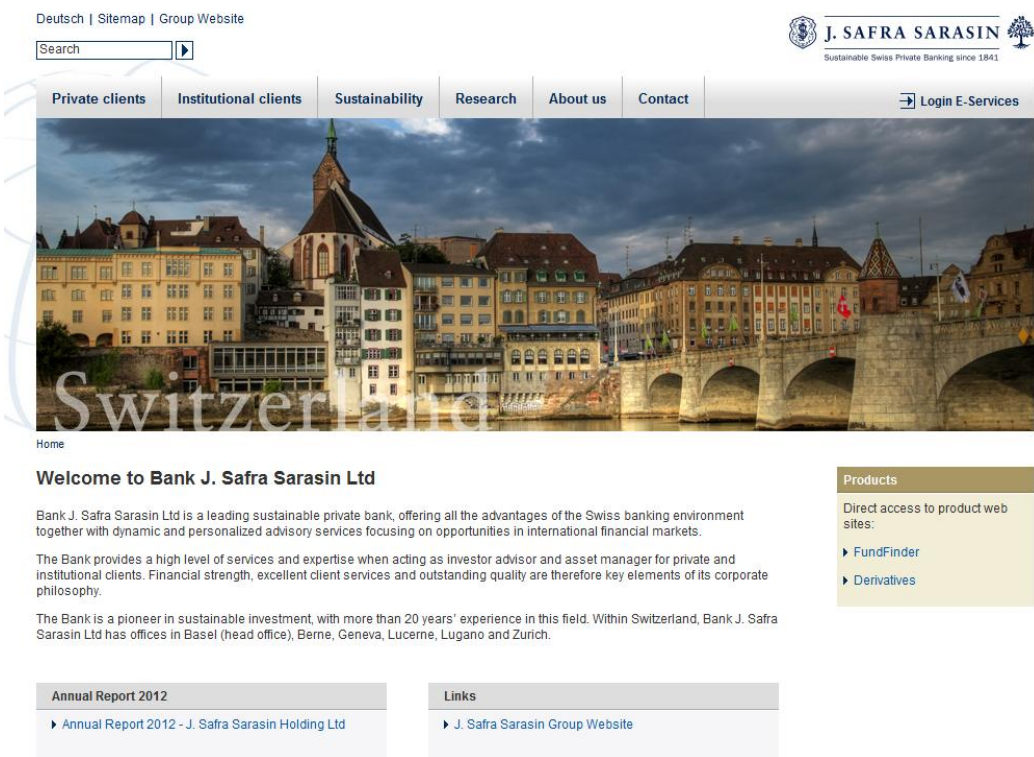 Deutsch | Sitemap | Group Website
Search
J. SAFRA SARASIN
Sustainable Swiss Private Banking since 1841
Private clients
Institutional clients
Sustainability
Research
About us
Contact
Login E-Services
Switzerland
Home
Welcome to Bank J. Safra Sarasin Ltd
Bank J. Safra Sarasin Ltd is a leading sustainable private bank, offering all the advantages of the Swiss banking environment
together with dynamic and personalized advisory services focusing on opportunities in international financial markets.
The Bank provides a high level of services and expertise when acting as investor advisor and asset manager for private and
institutional clients. Financial strength, excellent client services and outstanding quality are therefore key elements of its corporate
philosophy.
The Bank is a pioneer in sustainable investment, with more than 20 years' experience in this field. Within Switzerland, Bank J. Safra
Sarasin Ltd has offices in Basel (head office), Berne, Geneva, Lucerne, Lugano and Zurich.
Products
Direct access to product web
sites:
FundFinder
Derivatives
Annual Report 2012
Annual Report 2012 - J. Safra Sarasin Holding Ltd
Links
J. Safra Sarasin Group Website